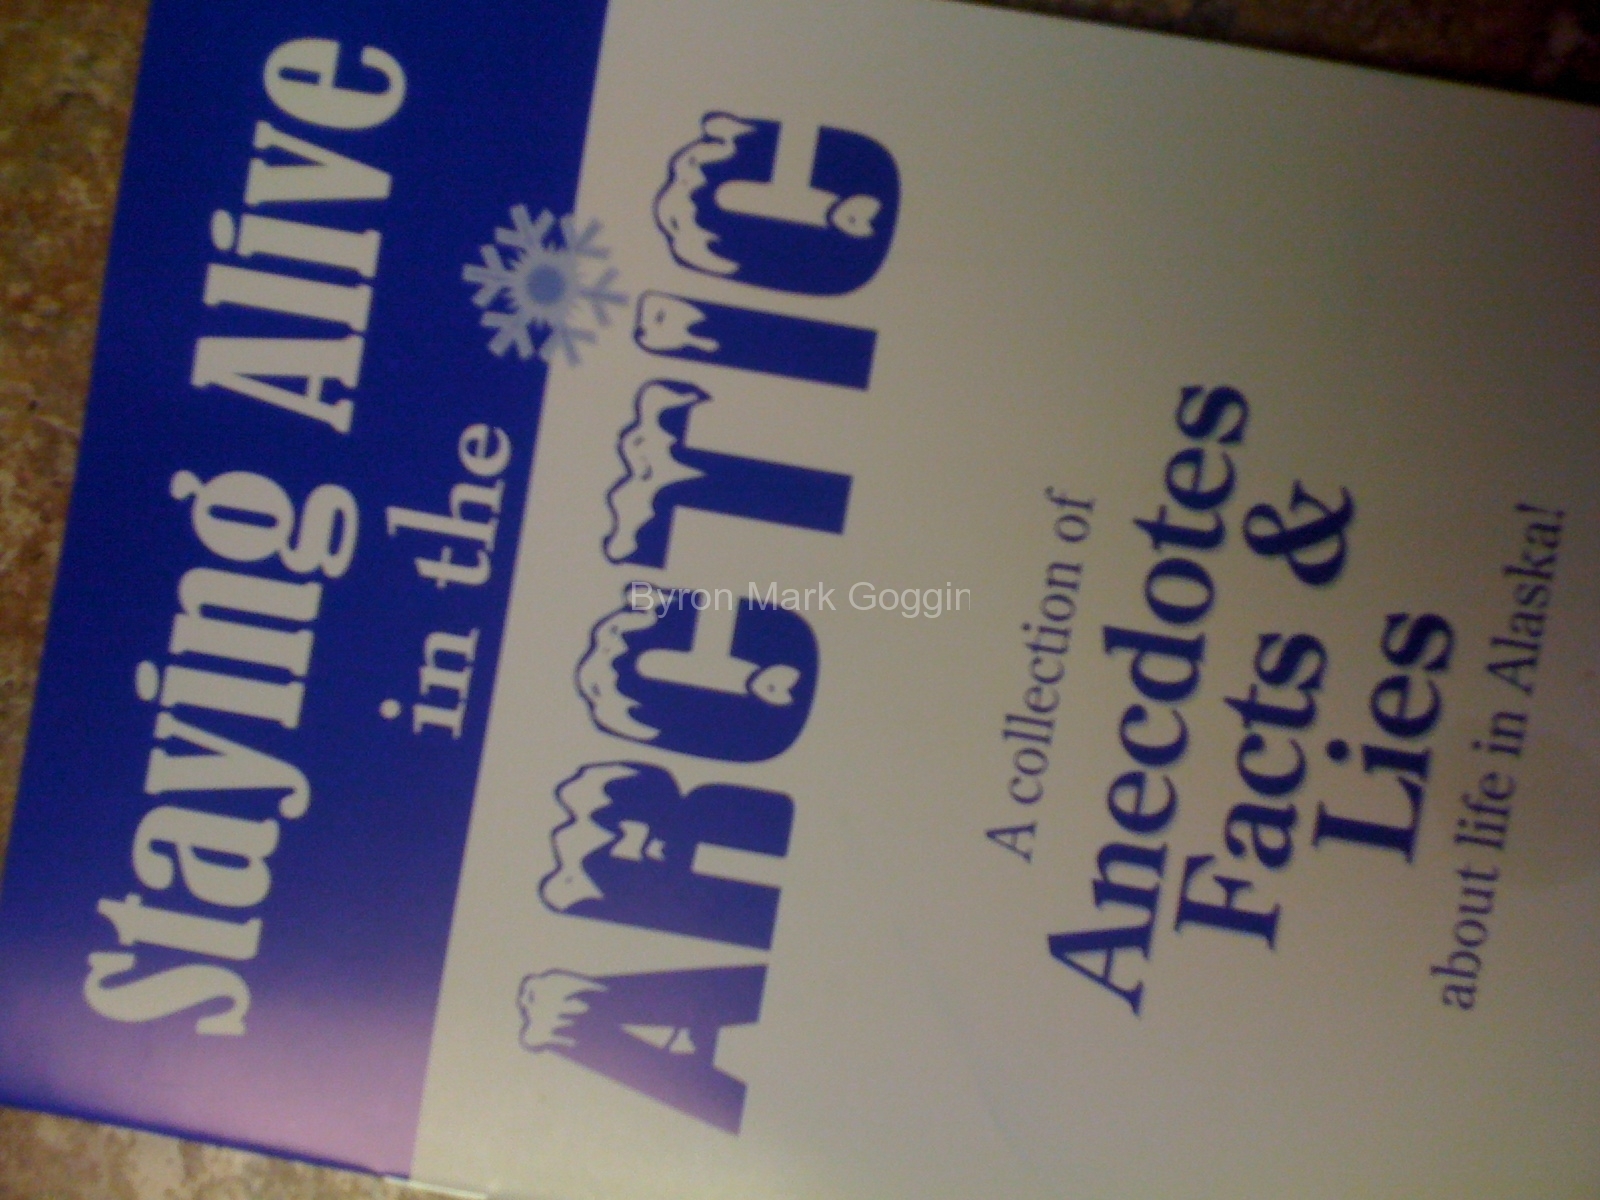 Staying Alive
in the
ARCTIC
A collection of
Anecdotes
Facts &
Lies
about life in Alaska!
Byron Mark Goggin